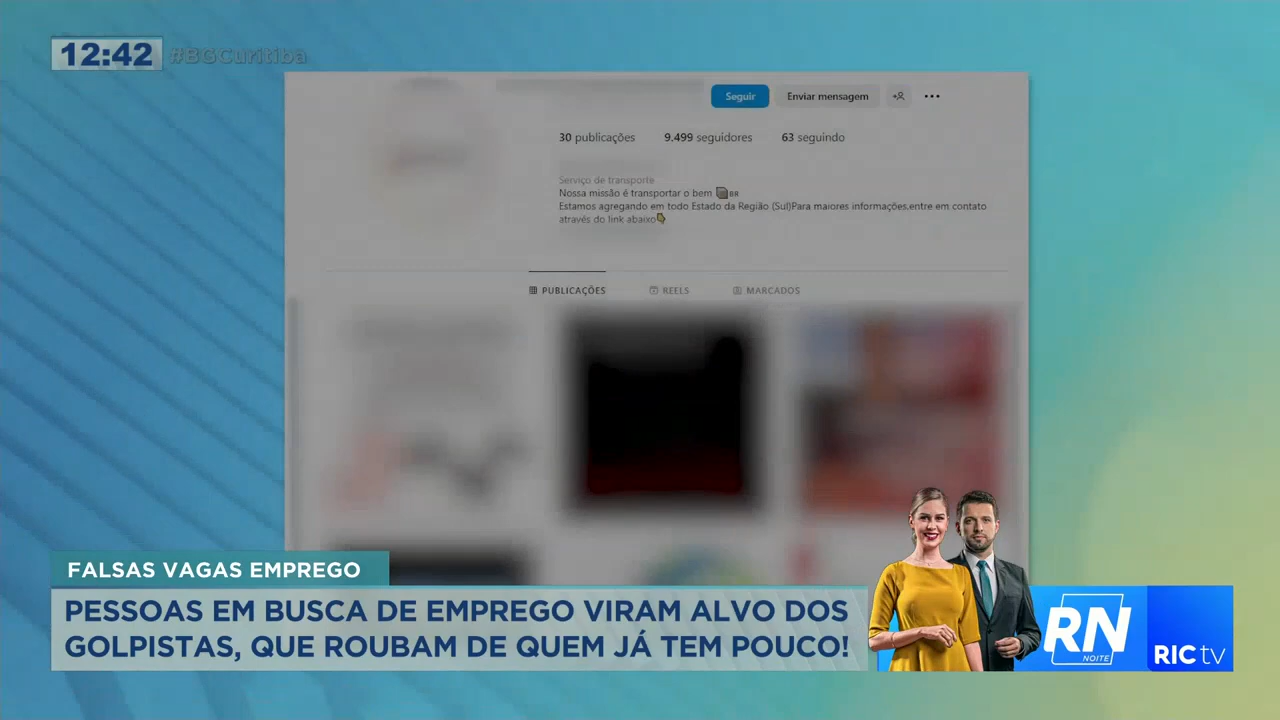 12:42 #BGCuritiba
Seguir Enviar mensagem
30 publicações 9.499 seguidores 63 seguindo
Serviço de transporte
Nossa missão é transportar o bem BR
Estamos agregando em todo Estado da Região (Sul)Para maiores informações,entre em contato
através do link abaixo
PUBLICAÇÕES REELS MARCADOS
FALSAS VAGAS EMPREGO
PESSOAS EM BUSCA DE EMPREGO VIRAM ALVO DOS
GOLPISTAS, QUE ROUBAM DE QUEM JÁ TEM POUCO!
RN
NOITE
RIC tv